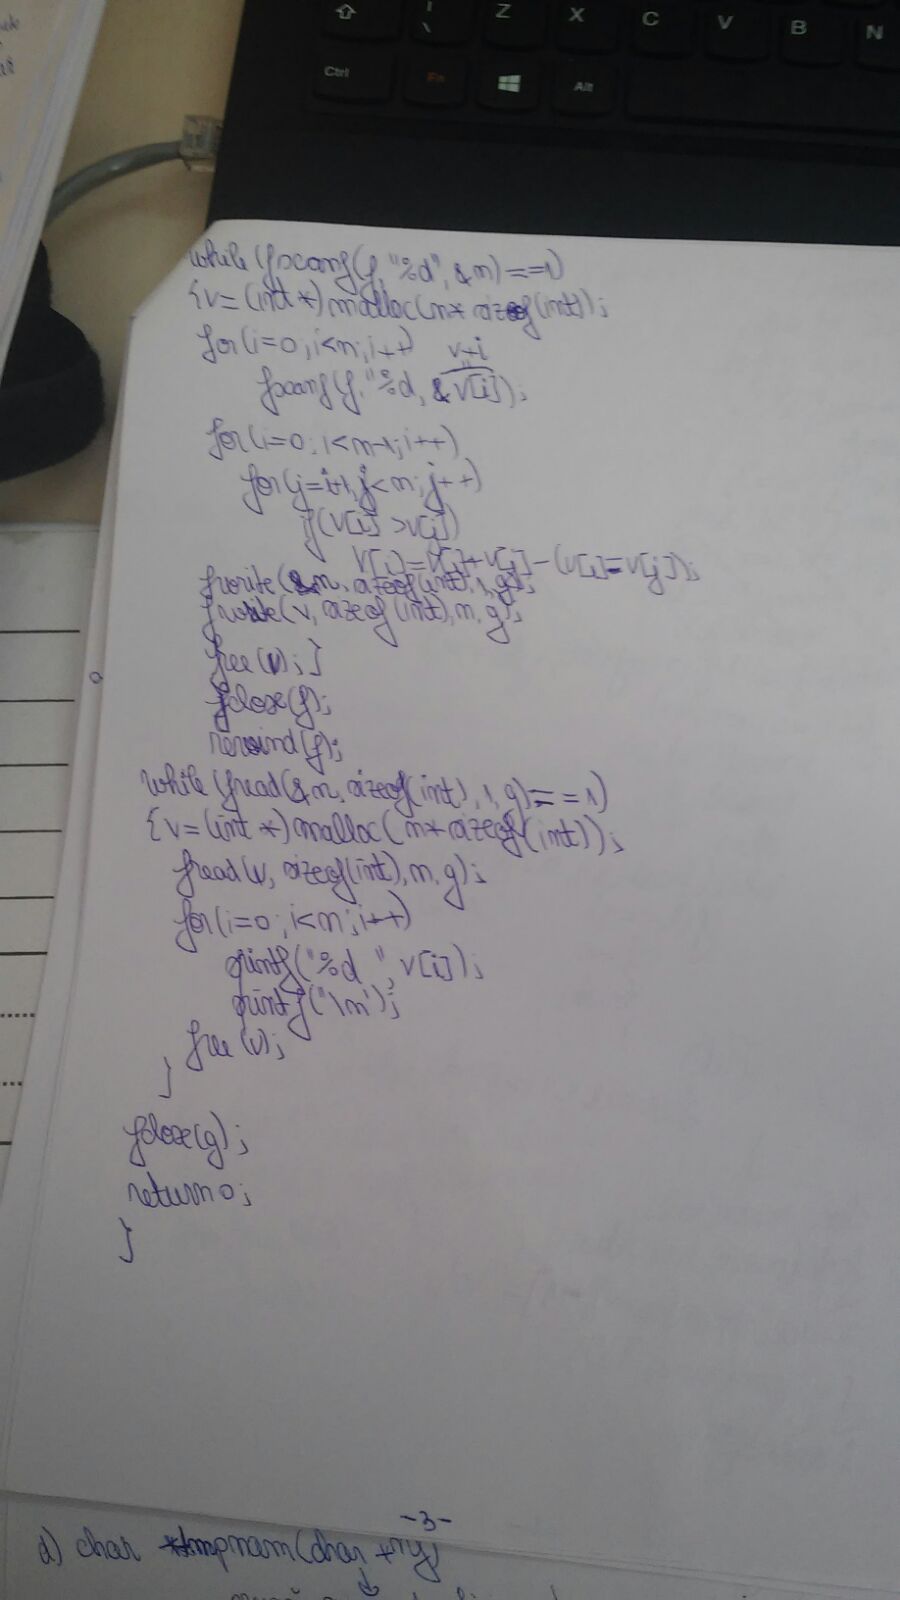 Z X C V B N
Ctrl Fn Alt
while (fscanf(f, "%d", &n)==1)
{v=(int*)malloc(n* sizeof(int));
for(i=0;i<n;i++
v+i
fscanf(f,"%d, &v[i]);
for(i=0; i<n-1;i++)
for(j=i+1;j<n;j++)
if(v[i]>v[j])
v[i]=v[i]+v[j]-(v[i]=v[j]);
fwrite(&n, sizeof(int),1,g);
fwrite(v, sizeof(int),n,g);
free(v);}
fclose(f);
rewind(f);
while (fread(&n, sizeof(int),1,g)===1)
{v=(int*)malloc(n*sizeof(int));
fread(v, sizeof(int),n,g);
for(i=0;i<n;i++)
printf("%d ",v[i]);
printf("\n");
free(v);
}
fclose(g);
return 0;
}
-3-
d) char *tmpnam(char *